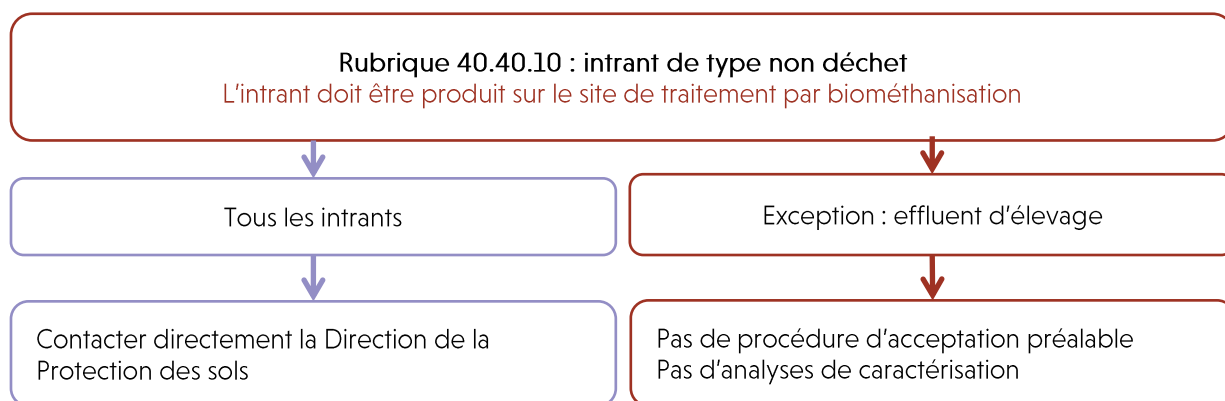 Rubrique 40.40.10 : intrant de type non déchet
L'intrant doit être produit sur le site de traitement par biométhanisation
Tous les intrants
Exception : effluent d'élevage
Contacter directement la Direction de la
Protection des sols
Pas de procédure d'acceptation préalable
Pas d'analyses de caractérisation